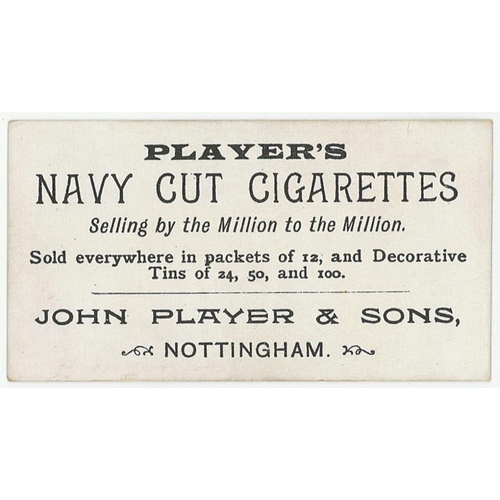 PLAYER'S
NAVY CUT CIGARETTES
Selling by the Million to the Million.
Sold everywhere in packets of 12, and Decorative
Tins of 24, 50, and 100.
JOHN PLAYER & SONS,
NOTTINGHAM.